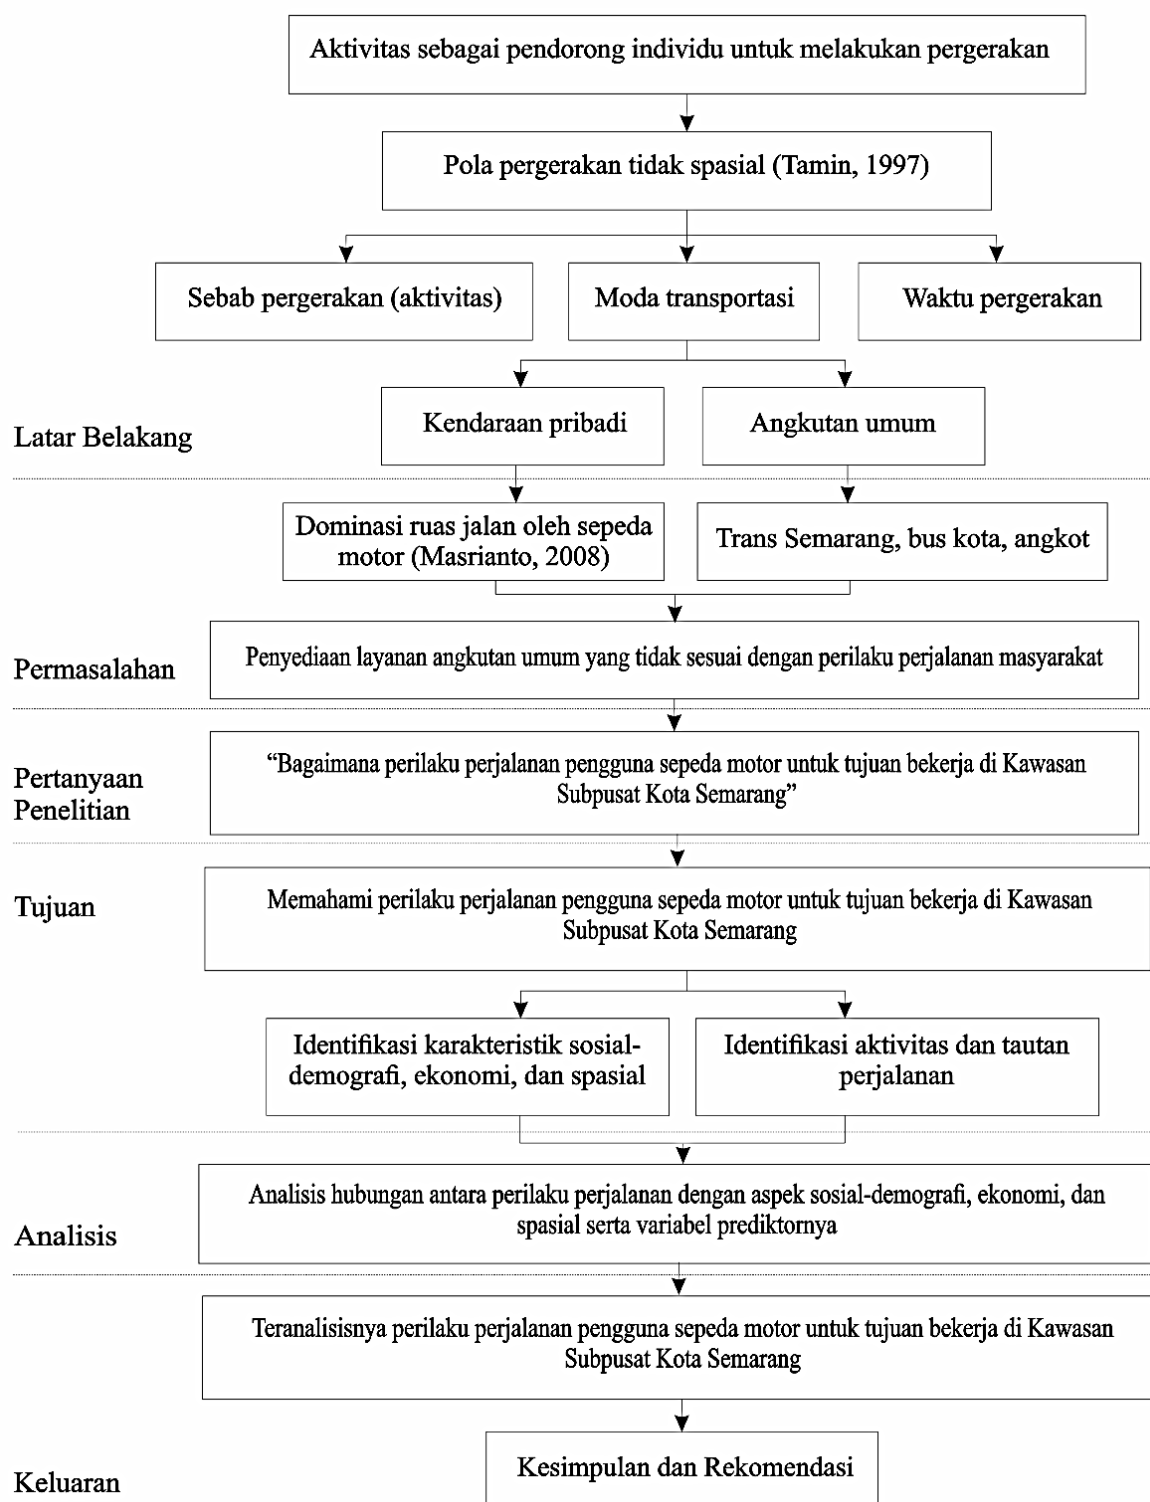 Aktivitas sebagai pendorong individu untuk melakukan pergerakan
Pola pergerakan tidak spasial (Tamin, 1997)
Sebab pergerakan (aktivitas)
Moda transportasi
Waktu pergerakan
Kendaraan pribadi
Angkutan umum
Latar Belakang
Dominasi ruas jalan oleh sepeda
motor (Masrianto, 2008)
Trans Semarang, bus kota, angkot
Penyediaan layanan angkutan umum yang tidak sesuai dengan perilaku perjalanan masyarakat
Permasalahan
“Bagaimana perilaku perjalanan pengguna sepeda motor untuk tujuan bekerja di Kawasan
Subpusat Kota Semarang”
Pertanyaan
Penelitian
Memahami perilaku perjalanan pengguna sepeda motor untuk tujuan bekerja di Kawasan
Subpusat Kota Semarang
Tujuan
Identifikasi karakteristik sosial-
demografi, ekonomi, dan spasial
Identifikasi aktivitas dan tautan
perjalanan
Analisis hubungan antara perilaku perjalanan dengan aspek sosial-demografi, ekonomi, dan
spasial serta variabel prediktornya
Analisis
Teranalisisnya perilaku perjalanan pengguna sepeda motor untuk tujuan bekerja di Kawasan
Subpusat Kota Semarang
Kesimpulan dan Rekomendasi
Keluaran